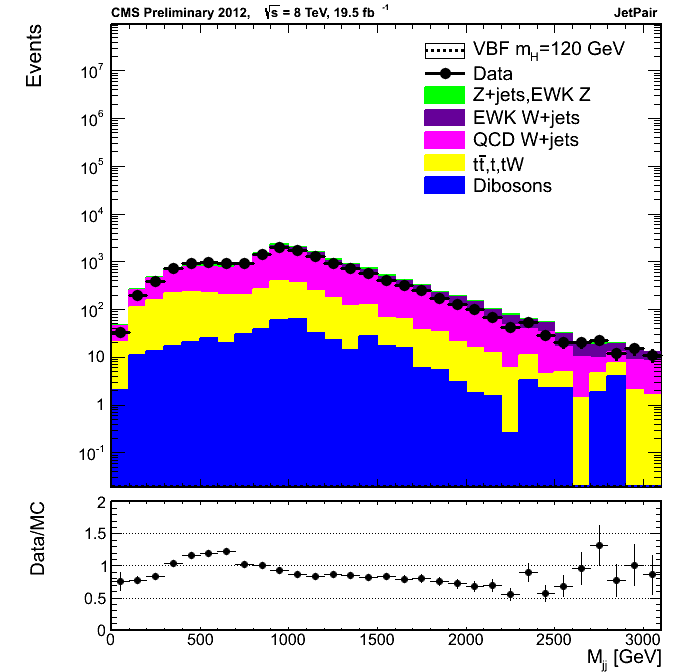 CMS Preliminary 2012, √s = 8 TeV, 19.5 fb⁻¹ JetPair
Events
VBF m_H=120 GeV
Data
Z+jets,EWK Z
EWK W+jets
QCD W+jets
tt̄,t,tW
Dibosons
10⁷
10⁶
10⁵
10⁴
10³
10²
10
1
10⁻¹
Data/MC
2
1.5
1
0.5
0
0 500 1000 1500 2000 2500 3000
M_jj [GeV]